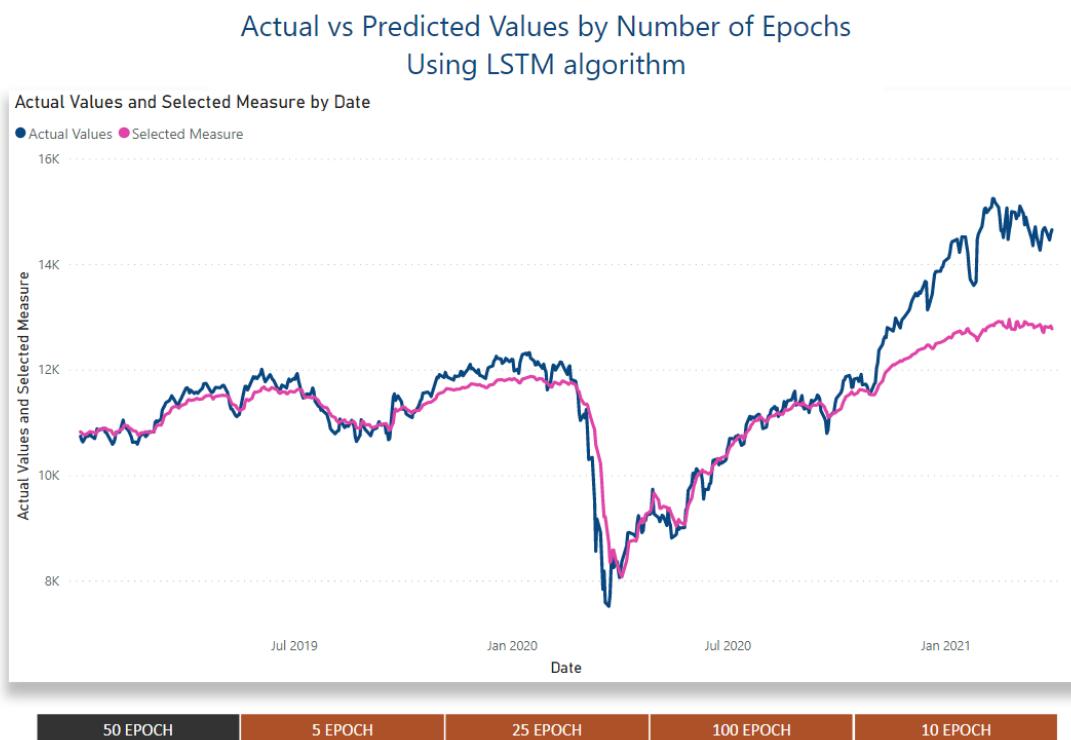 Actual vs Predicted Values by Number of Epochs
Using LSTM algorithm
Actual Values and Selected Measure by Date
Actual Values Selected Measure
16K
14K
12K
10K
8K
Actual Values and Selected Measure
Jul 2019 Jan 2020 Jul 2020 Jan 2021
Date
50 EPOCH 5 EPOCH 25 EPOCH 100 EPOCH 10 EPOCH